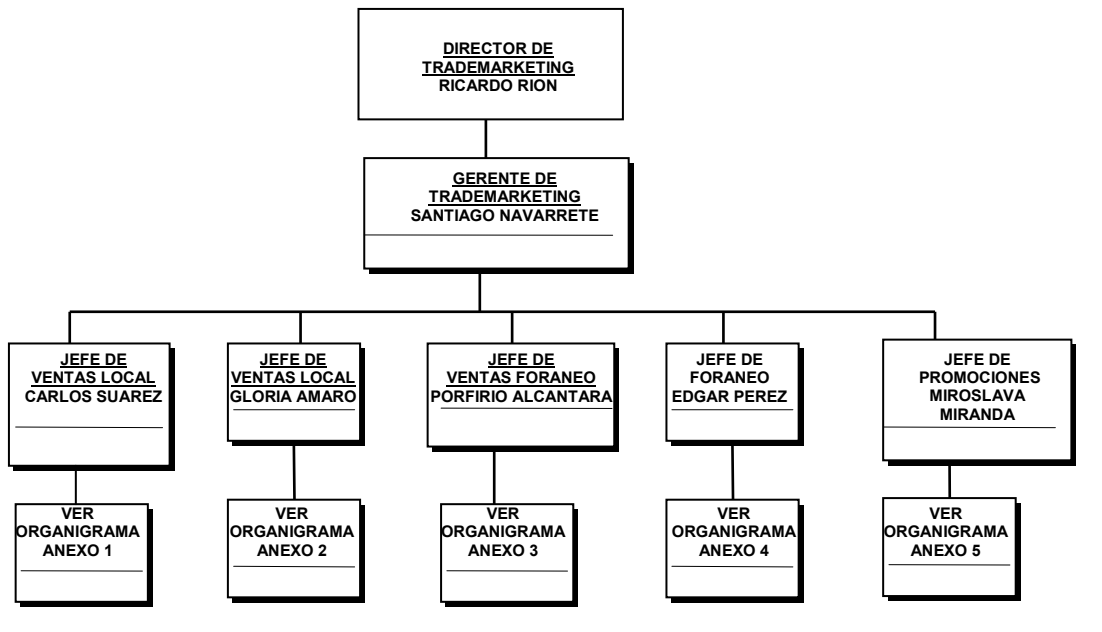 DIRECTOR DE
TRADEMARKETING
RICARDO RION
GERENTE DE
TRADEMARKETING
SANTIAGO NAVARRETE
JEFE DE
VENTAS LOCAL
CARLOS SUAREZ
JEFE DE
VENTAS LOCAL
GLORIA AMARO
JEFE DE
VENTAS FORANEO
PORFIRIO ALCANTARA
JEFE DE
FORANEO
EDGAR PEREZ
JEFE DE
PROMOCIONES
MIROSLAVA
MIRANDA
VER
ORGANIGRAMA
ANEXO 1
VER
ORGANIGRAMA
ANEXO 2
VER
ORGANIGRAMA
ANEXO 3
VER
ORGANIGRAMA
ANEXO 4
VER
ORGANIGRAMA
ANEXO 5